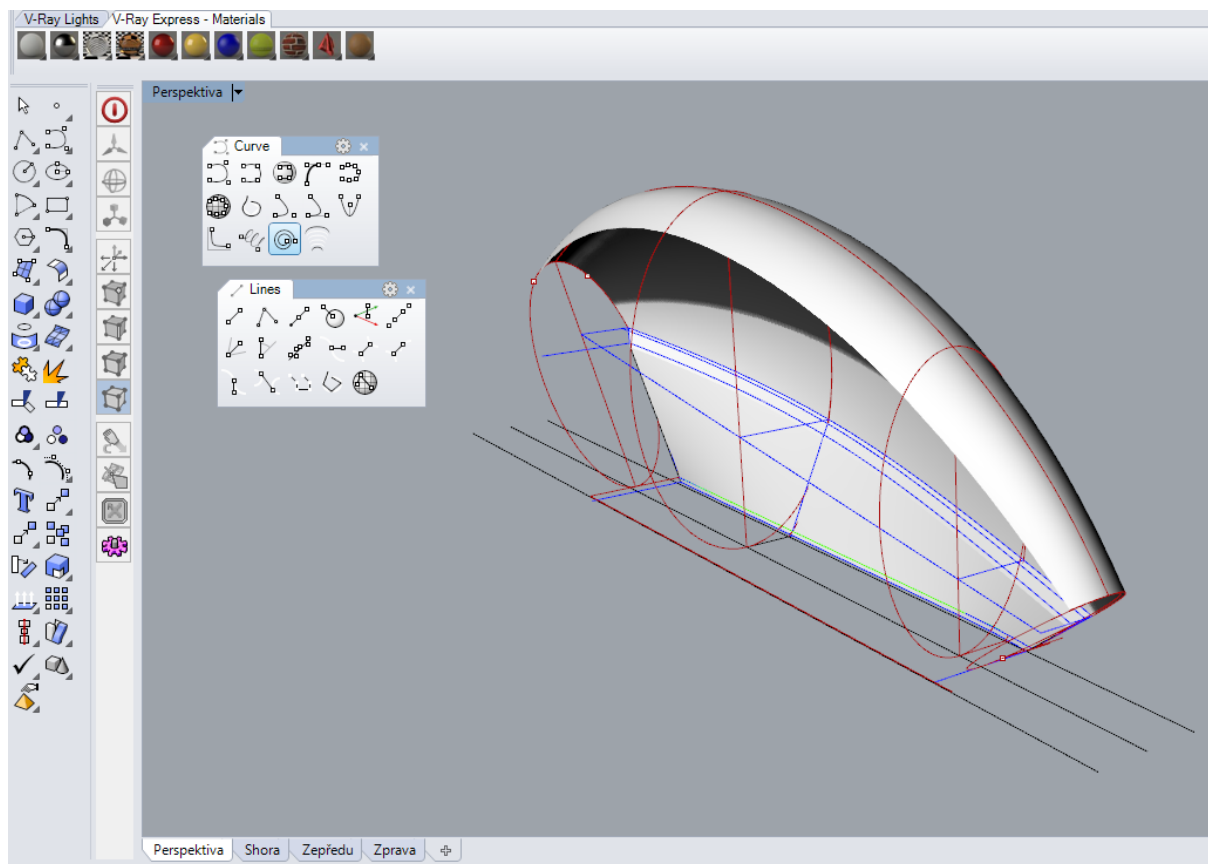 V-Ray Lights V-Ray Express - Materials
Perspektiva
Curve
Lines
Perspektiva Shora Zepředu Zprava